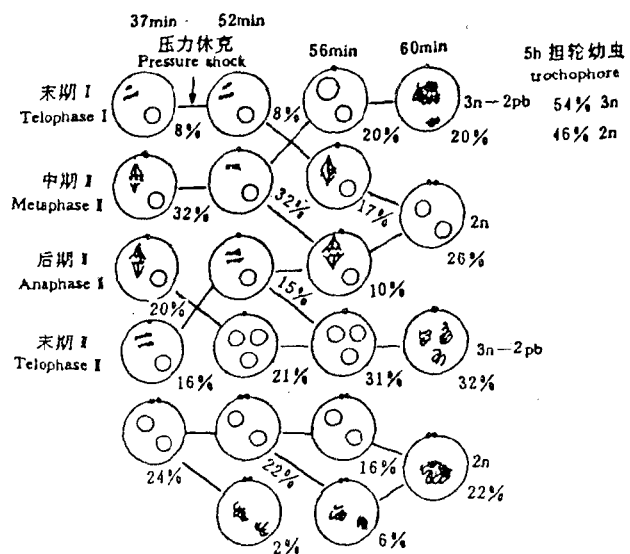 37min 52min
压力休克
Pressure shock
56min
60min
5h 担轮幼虫
trochophore
末期 Ⅰ
Telophase Ⅰ
8%
8%
20%
3n-2pb
20%
54% 3n
46% 2n
中期 Ⅱ
Metaphase Ⅱ
32%
32%
17%
2n
26%
后期 Ⅱ
Anaphase Ⅱ
20%
15%
10%
末期 Ⅱ
Telophase Ⅱ
16%
21%
31%
3n-2pb
32%
24%
22%
16%
2n
22%
2%
6%